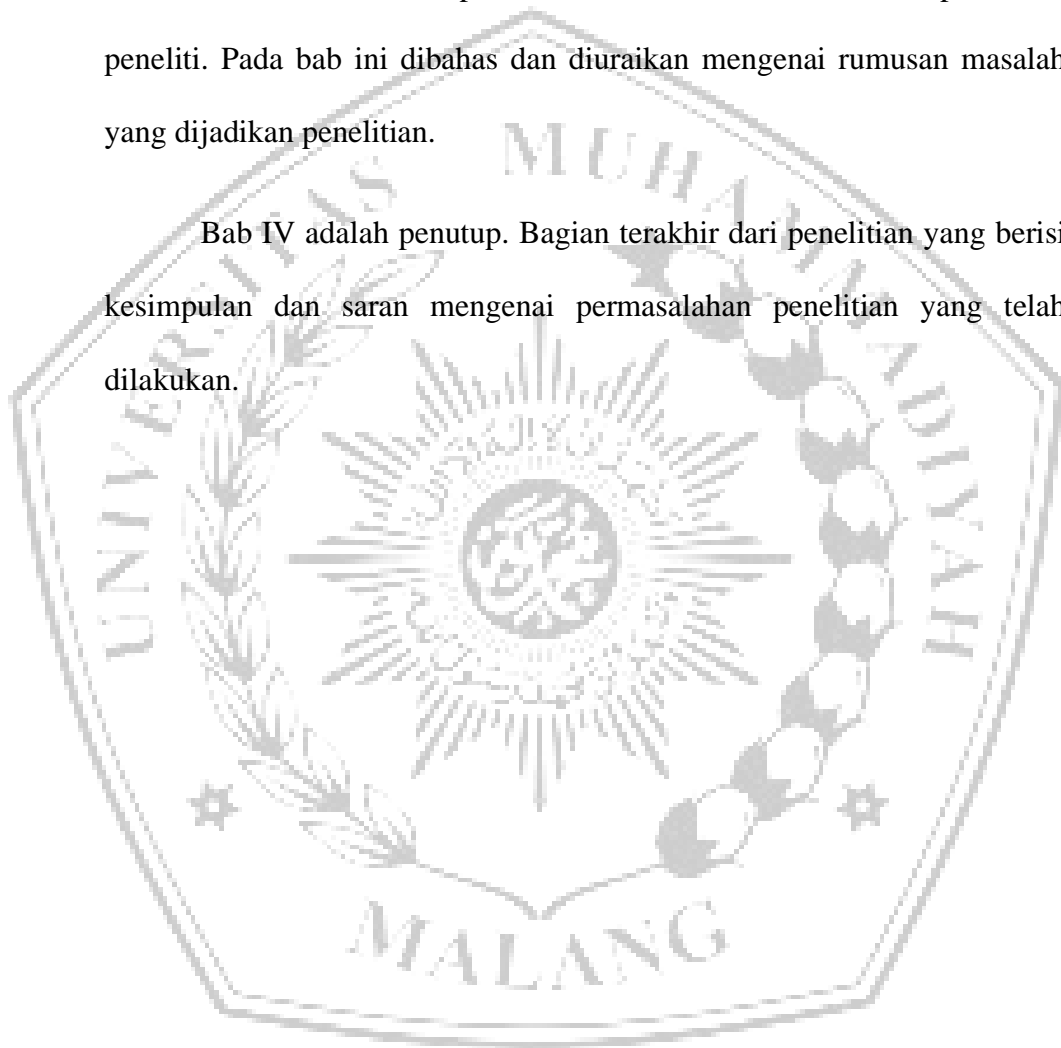 peneliti. Pada bab ini dibahas dan diuraikan mengenai rumusan masalah
yang dijadikan penelitian.
Bab IV adalah penutup. Bagian terakhir dari penelitian yang berisi
kesimpulan dan saran mengenai permasalahan penelitian yang telah
dilakukan.
UNIVERSITAS MUHAMMADIYAH
MALANG